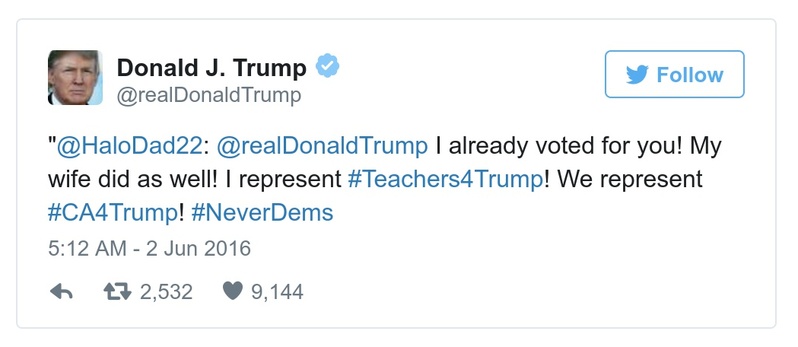 Donald J. Trump
@realDonaldTrump
Follow
"@HaloDad22: @realDonaldTrump I already voted for you! My
wife did as well! I represent #Teachers4Trump! We represent
#CA4Trump! #NeverDems
5:12 AM - 2 Jun 2016
2,532 9,144